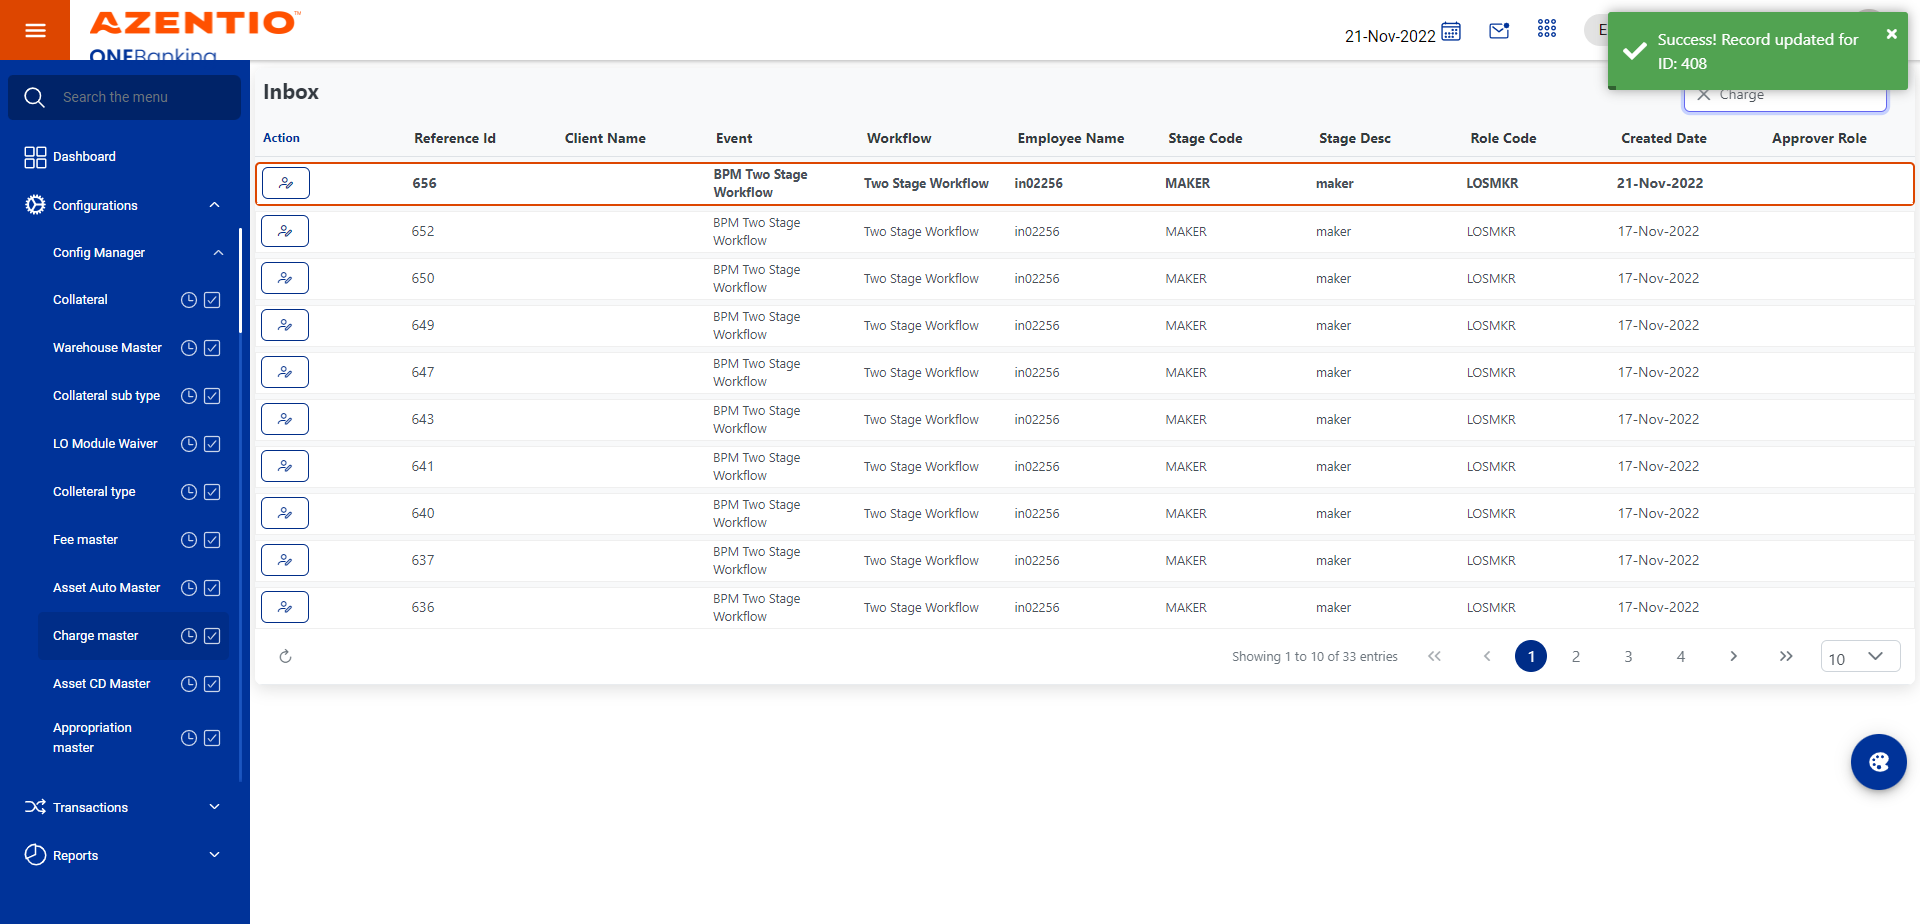 AZENTIO™
ONEBanking
21-Nov-2022
E
Success! Record updated for
ID: 408
Search the menu
Dashboard
Configurations
Config Manager
Collateral
Warehouse Master
Collateral sub type
LO Module Waiver
Colleteral type
Fee master
Asset Auto Master
Charge master
Asset CD Master
Appropriation
master
Transactions
Reports
Inbox
Charge
Action Reference Id Client Name Event Workflow Employee Name Stage Code Stage Desc Role Code Created Date Approver Role
656 BPM Two Stage Workflow Two Stage Workflow in02256 MAKER maker LOSMKR 21-Nov-2022
652 BPM Two Stage Workflow Two Stage Workflow in02256 MAKER maker LOSMKR 17-Nov-2022
650 BPM Two Stage Workflow Two Stage Workflow in02256 MAKER maker LOSMKR 17-Nov-2022
649 BPM Two Stage Workflow Two Stage Workflow in02256 MAKER maker LOSMKR 17-Nov-2022
647 BPM Two Stage Workflow Two Stage Workflow in02256 MAKER maker LOSMKR 17-Nov-2022
643 BPM Two Stage Workflow Two Stage Workflow in02256 MAKER maker LOSMKR 17-Nov-2022
641 BPM Two Stage Workflow Two Stage Workflow in02256 MAKER maker LOSMKR 17-Nov-2022
640 BPM Two Stage Workflow Two Stage Workflow in02256 MAKER maker LOSMKR 17-Nov-2022
637 BPM Two Stage Workflow Two Stage Workflow in02256 MAKER maker LOSMKR 17-Nov-2022
636 BPM Two Stage Workflow Two Stage Workflow in02256 MAKER maker LOSMKR 17-Nov-2022
Showing 1 to 10 of 33 entries 1 2 3 4 10